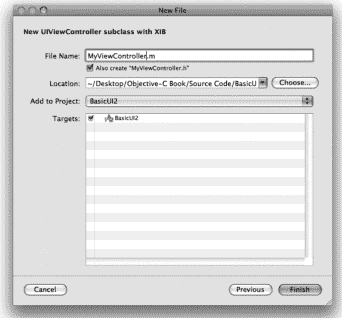 New File
New UIViewController subclass with XIB
File Name: MyViewController.m
Also create "MyViewController.h"
Location: ~/Desktop/Objective-C Book/Source Code/BasicU Choose...
Add to Project: BasicUI2
Targets: BasicUI2
Cancel Previous Finish